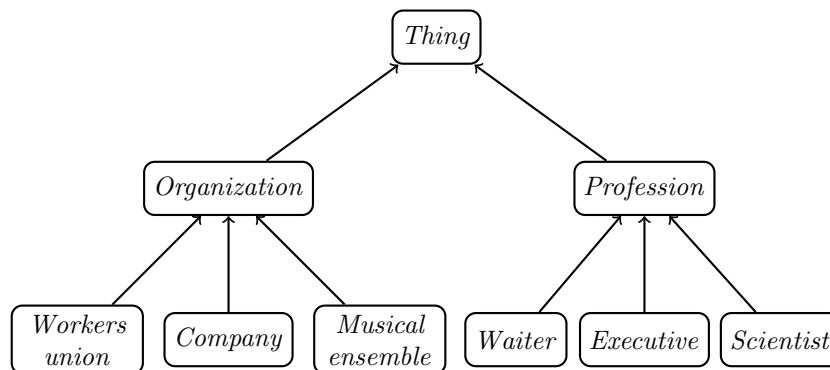 Thing
Organization
Profession
Workers
union
Company
Musical
ensemble
Waiter
Executive
Scientist